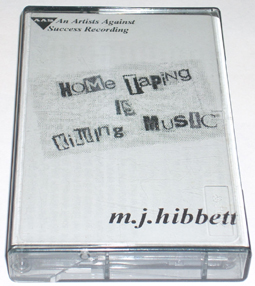 AAS An Artists Against
Success Recording
HoMe TapiNg
iS
KiLLiNg MuSiC
m.j.hibbett